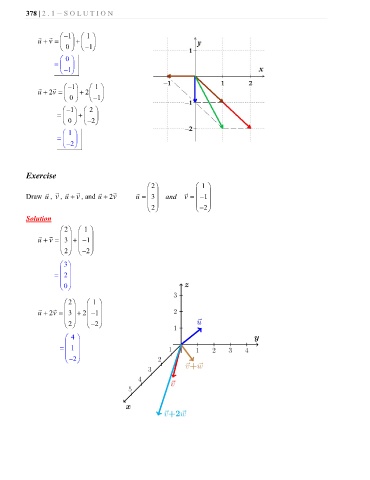 378 | 2 . 1 – S O L U T I O N
u⃗ + v⃗ = (−1 0) + (1 −1)
= (0 −1)
u⃗ + 2v⃗ = (−1 0) + 2(1 −1)
= (−1 0) + (2 −2)
= (1 −2)
y
1
x
−1 1 2
−1
−2
Exercise
Draw u⃗ , v⃗ , u⃗ + v⃗ , and u⃗ + 2v⃗ u⃗ = (2 3 2) and v⃗ = (1 −1 −2)
Solution
u⃗ + v⃗ = (2 3 2) + (1 −1 −2)
= (3 2 0)
u⃗ + 2v⃗ = (2 3 2) + 2(1 −1 −2)
= (4 1 −2)
z
3
2
u⃗
1
y
1 1 2 3 4
2
v⃗+w⃗
3
4
v⃗
5
x
v⃗+2w⃗